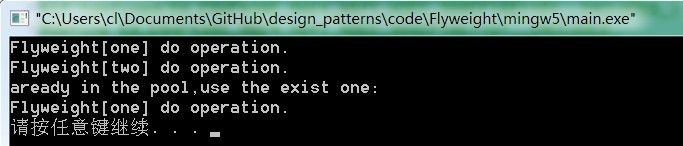 "C:\Users\cl\Documents\GitHub\design_patterns\code\Flyweight\mingw5\main.exe"
Flyweight[one] do operation.
Flyweight[two] do operation.
aready in the pool,use the exist one:
Flyweight[one] do operation.
请按任意键继续. . .